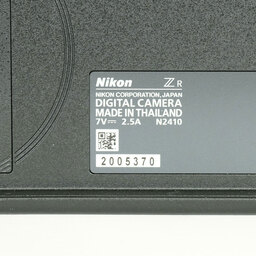 Nikon Z R
NIKON CORPORATION, JAPAN
DIGITAL CAMERA
MADE IN THAILAND
7V⎓ 2.5A N2410
2005370